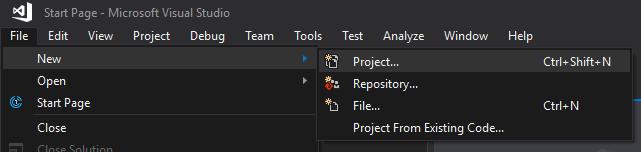 Start Page - Microsoft Visual Studio
File Edit View Project Debug Team Tools Test Analyze Window Help
New Project... Ctrl+Shift+N
Open Repository...
Start Page File... Ctrl+N
Close Project From Existing Code...
Close Solution